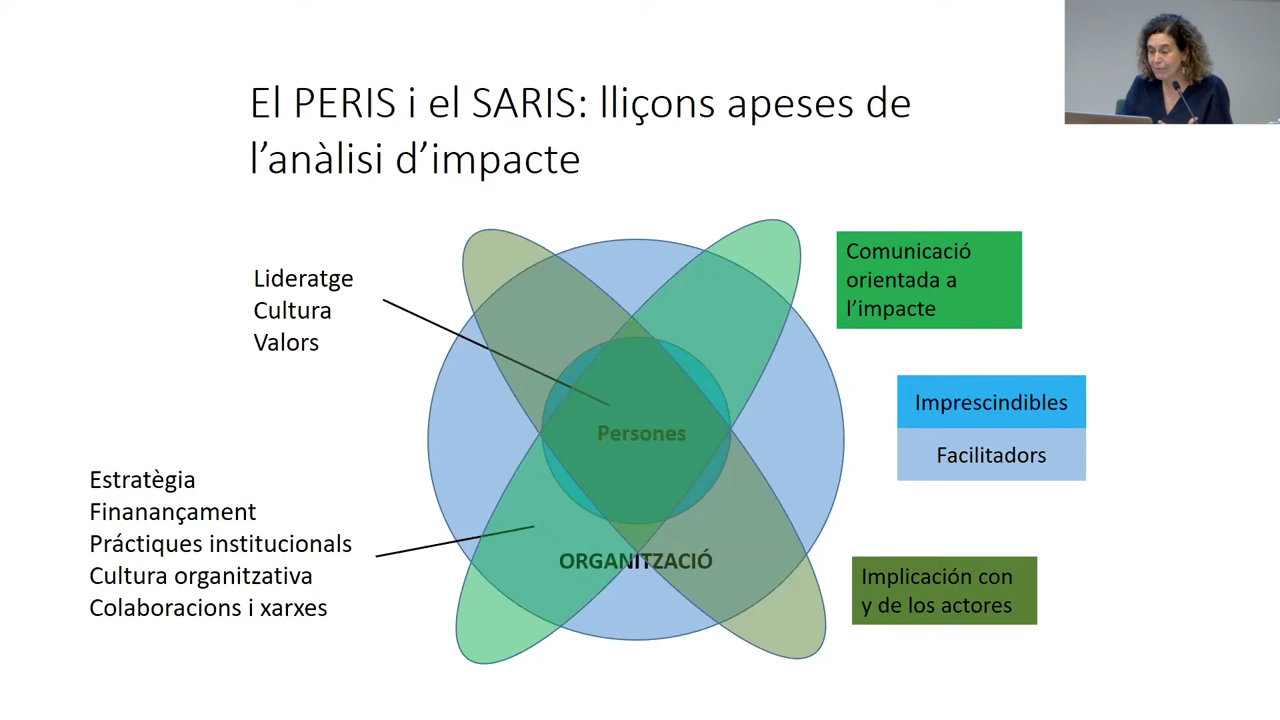 El PERIS i el SARIS: lliçons apeses de
l’anàlisi d’impacte
Lideratge
Cultura
Valors
Comunicació
orientada a
l’impacte
Imprescindibles
Facilitadors
Persones
Estratègia
Finanançament
Práctiques institucionals
Cultura organitzativa
Colaboracions i xarxes
ORGANITZACIÓ
Implicación con
y de los actores